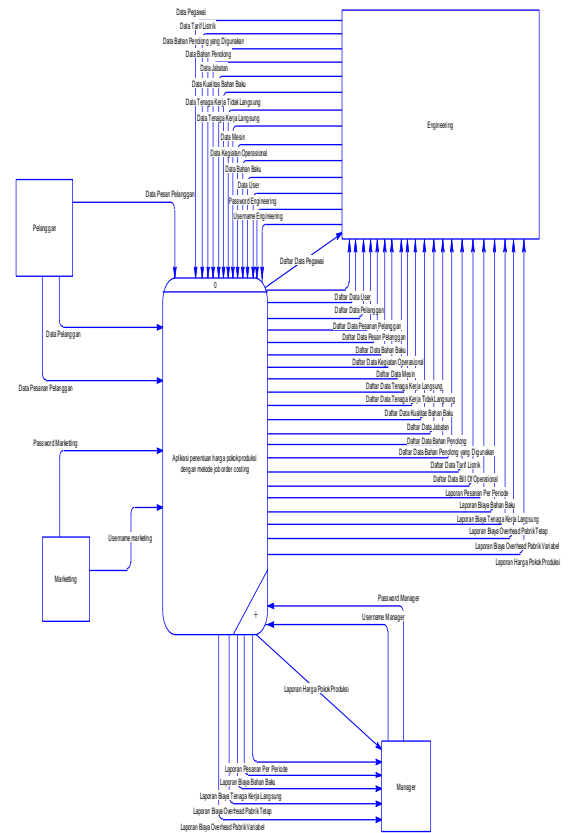 Data Pegawai
Data Tarif Listrik
Data Bahan Penolong yang Digunakan
Data Bahan Penolong
Data Jabatan
Data Kualitas Bahan Baku
Data Tenaga Kerja Tidak Langsung
Data Tenaga Kerja Langsung
Data Mesin
Data Kegiatan Operasional
Data Bahan Baku
Data User
Password Engineering
Username Engineering
Engineering
Data Pesan Pelanggan
Pelanggan
Daftar Data Pegawai
0
Daftar Data User
Daftar Data Pelanggan
Daftar Data Pesanan Pelanggan
Daftar Data Pesan Pelanggan
Daftar Data Bahan Baku
Daftar Data Kegiatan Operasional
Daftar Data Mesin
Daftar Data Tenaga Kerja Langsung
Daftar Data Tenaga Kerja Tidak Langsung
Daftar Data Kualitas Bahan Baku
Daftar Data Jabatan
Daftar Data Bahan Penolong
Daftar Data Bahan Penolong yang Digunakan
Daftar Data Tarif Listrik
Daftar Data Bill Of Operational
Laporan Pesanan Per Periode
Laporan Biaya Bahan Baku
Laporan Biaya Tenaga Kerja Langsung
Laporan Biaya Overhead Pabrik Tetap
Laporan Biaya Overhead Pabrik Variabel
Laporan Harga Pokok Produksi
Data Pelanggan
Data Pesanan Pelanggan
Password Marketting
Aplikasi penentuan harga pokok produksi
dengan metode job order costing
Username marketing
Marketting
+
Password Manager
Username Manager
Laporan Harga Pokok Produksi
Laporan Pesanan Per Periode
Laporan Biaya Bahan Baku
Laporan Biaya Tenaga Kerja Langsung
Laporan Biaya Overhead Pabrik Tetap
Laporan Biaya Overhead Pabrik Variabel
Manager